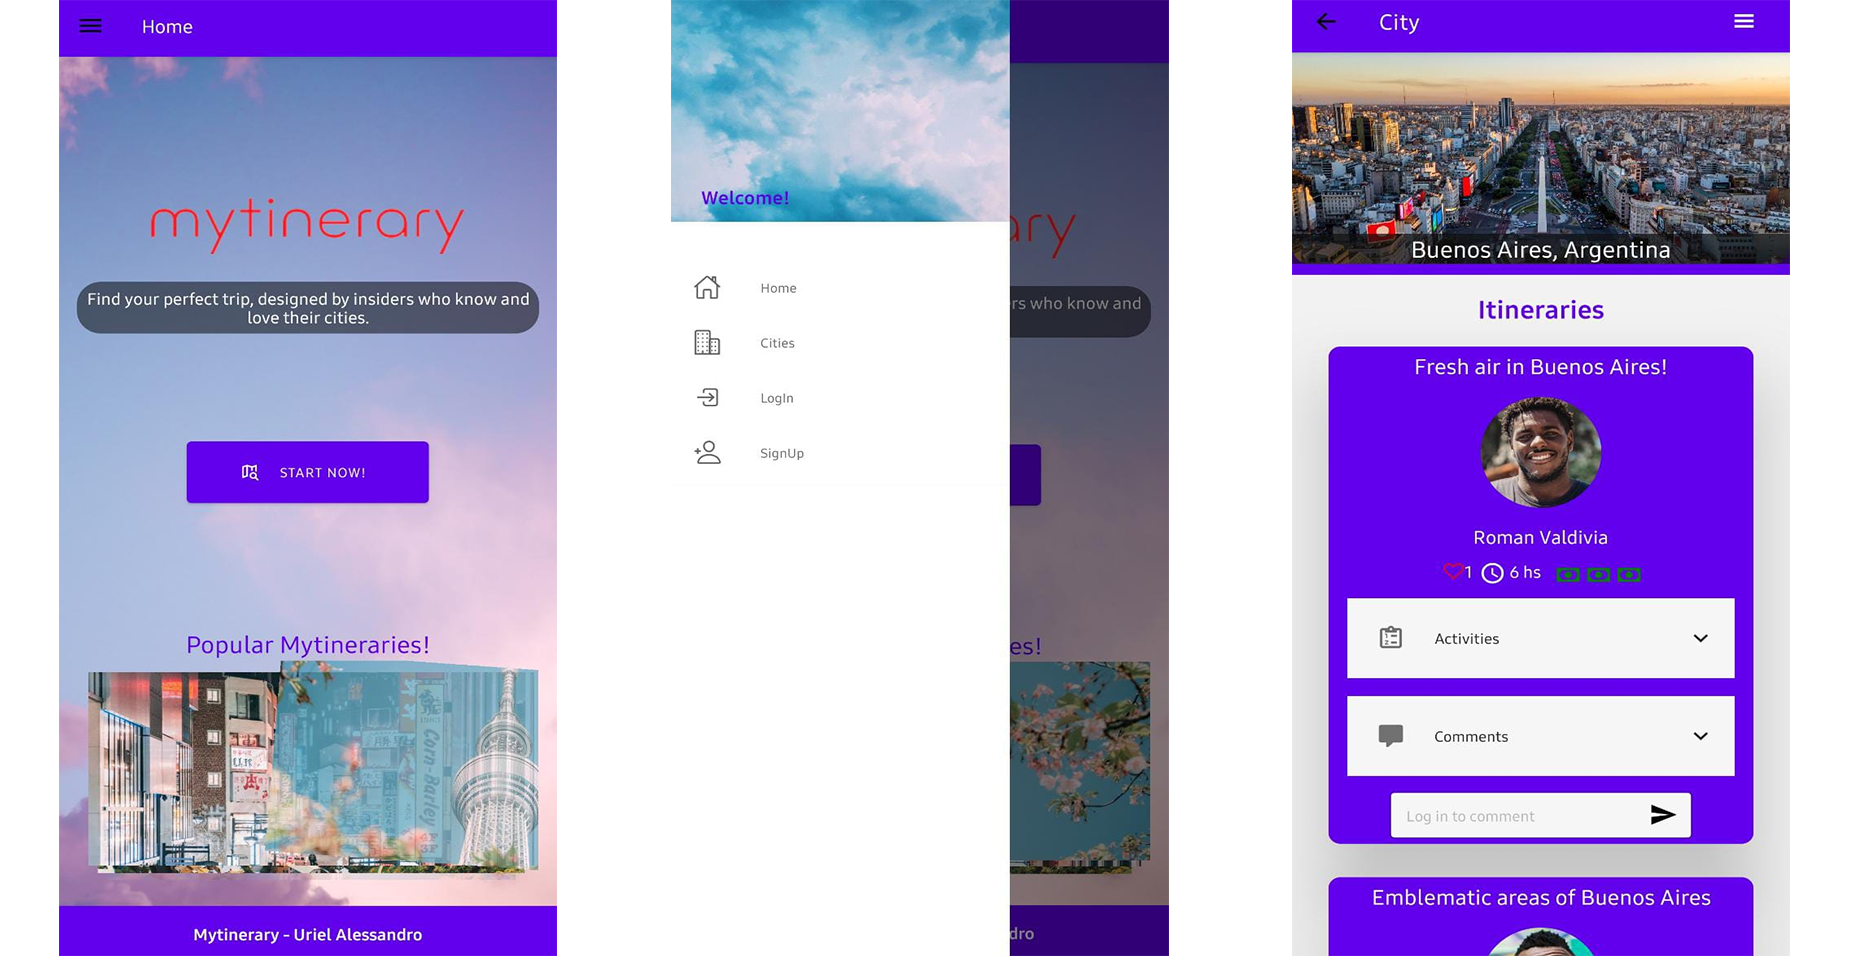 Home
mytinerary
Find your perfect trip, designed by insiders who know and
love their cities.
START NOW!
Popular Mytineraries!
Corn Barley
Mytinerary - Uriel Alessandro
Welcome!
Home
Cities
LogIn
SignUp
ary
rs who know and
es!
dro
City
Buenos Aires, Argentina
Itineraries
Fresh air in Buenos Aires!
Roman Valdivia
1 6 hs
Activities
Comments
Log in to comment
Emblematic areas of Buenos Aires